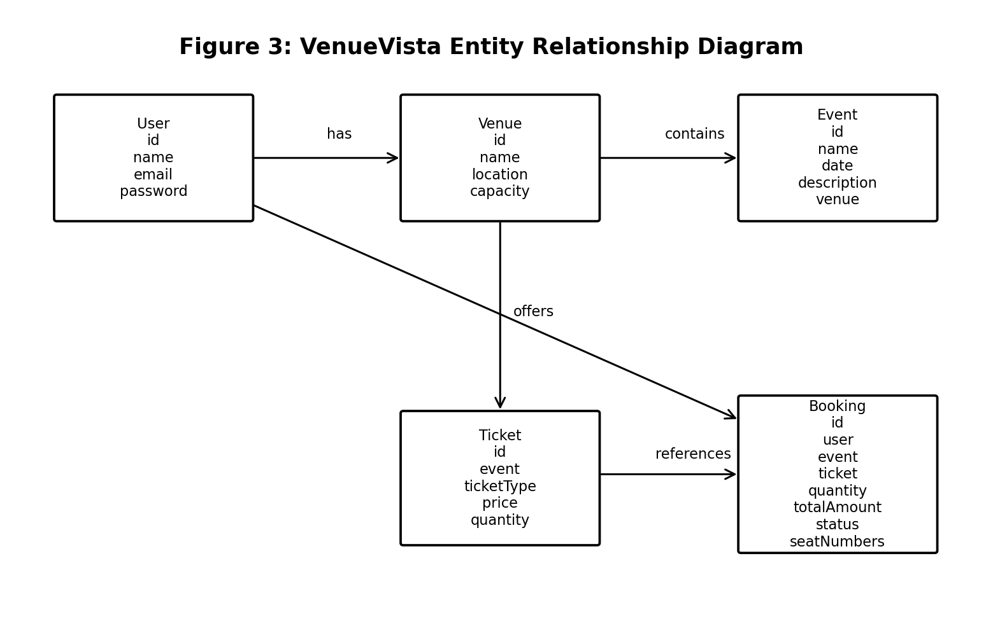 Figure 3: VenueVista Entity Relationship Diagram
User
id
name
email
password
has
Venue
id
name
location
capacity
contains
Event
id
name
date
description
venue
offers
Ticket
id
event
ticketType
price
quantity
references
Booking
id
user
event
ticket
quantity
totalAmount
status
seatNumbers